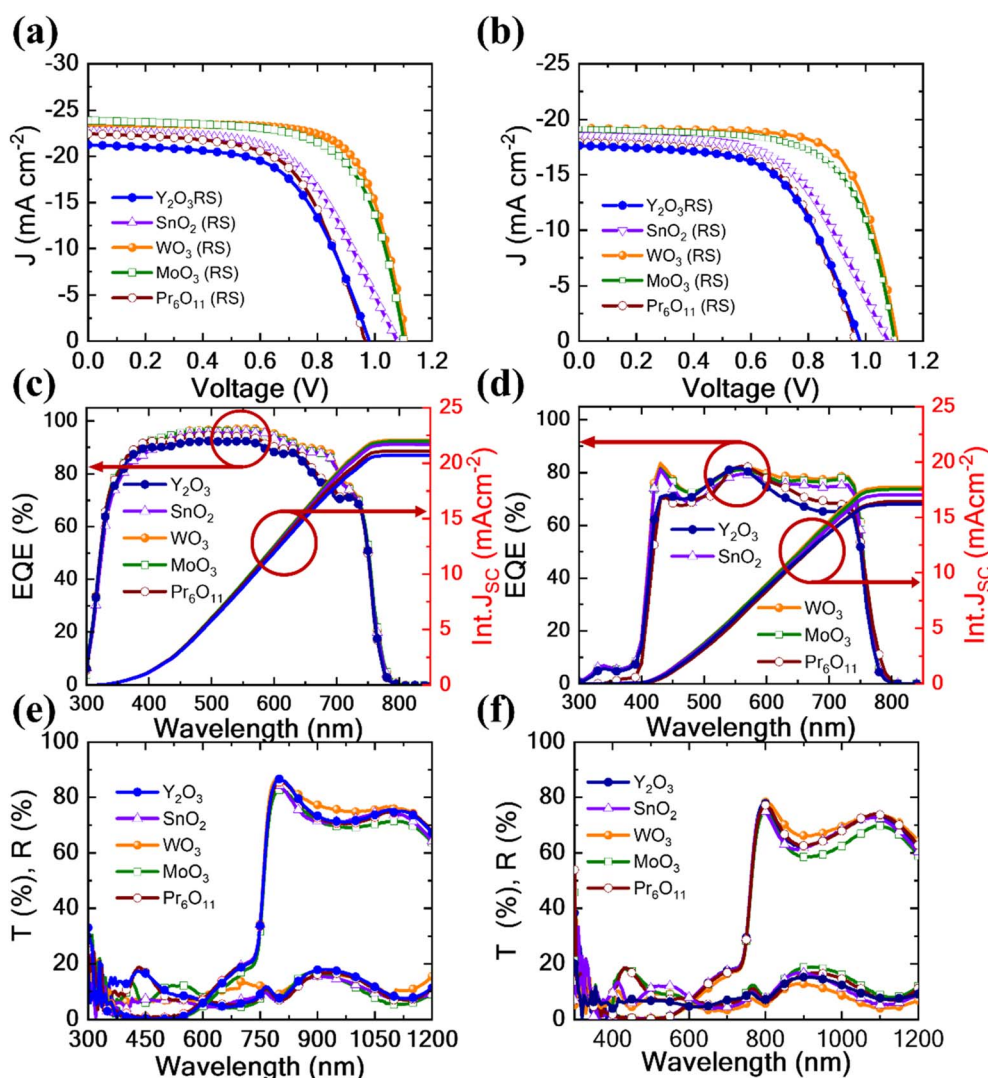 (a)
-30
-25
-20
-15
-10
-5
0
J (mA cm⁻²)
Y₂O₃RS)
SnO₂ (RS)
WO₃ (RS)
MoO₃ (RS)
Pr₆O₁₁ (RS)
0.0 0.2 0.4 0.6 0.8 1.0 1.2
Voltage (V)
(b)
-30
-25
-20
-15
-10
-5
0
J (mA cm⁻²)
Y₂O₃RS)
SnO₂ (RS)
WO₃ (RS)
MoO₃ (RS)
Pr₆O₁₁ (RS)
0.0 0.2 0.4 0.6 0.8 1.0 1.2
Voltage (V)
(c)
100
80
60
40
20
0
EQE (%)
Y₂O₃
SnO₂
WO₃
MoO₃
Pr₆O₁₁
25
20
15
10
5
0
Int.J_SC (mAcm⁻²)
300 400 500 600 700 800
Wavelength (nm)
(d)
100
80
60
40
20
0
EQE (%)
Y₂O₃
SnO₂
WO₃
MoO₃
Pr₆O₁₁
25
20
15
10
5
0
Int.J_SC (mAcm⁻²)
300 400 500 600 700 800
Wavelength (nm)
(e)
100
80
60
40
20
0
T (%), R (%)
Y₂O₃
SnO₂
WO₃
MoO₃
Pr₆O₁₁
300 450 600 750 900 1050 1200
Wavelength (nm)
(f)
100
80
60
40
20
0
T (%), R (%)
Y₂O₃
SnO₂
WO₃
MoO₃
Pr₆O₁₁
400 600 800 1000 1200
Wavelength (nm)